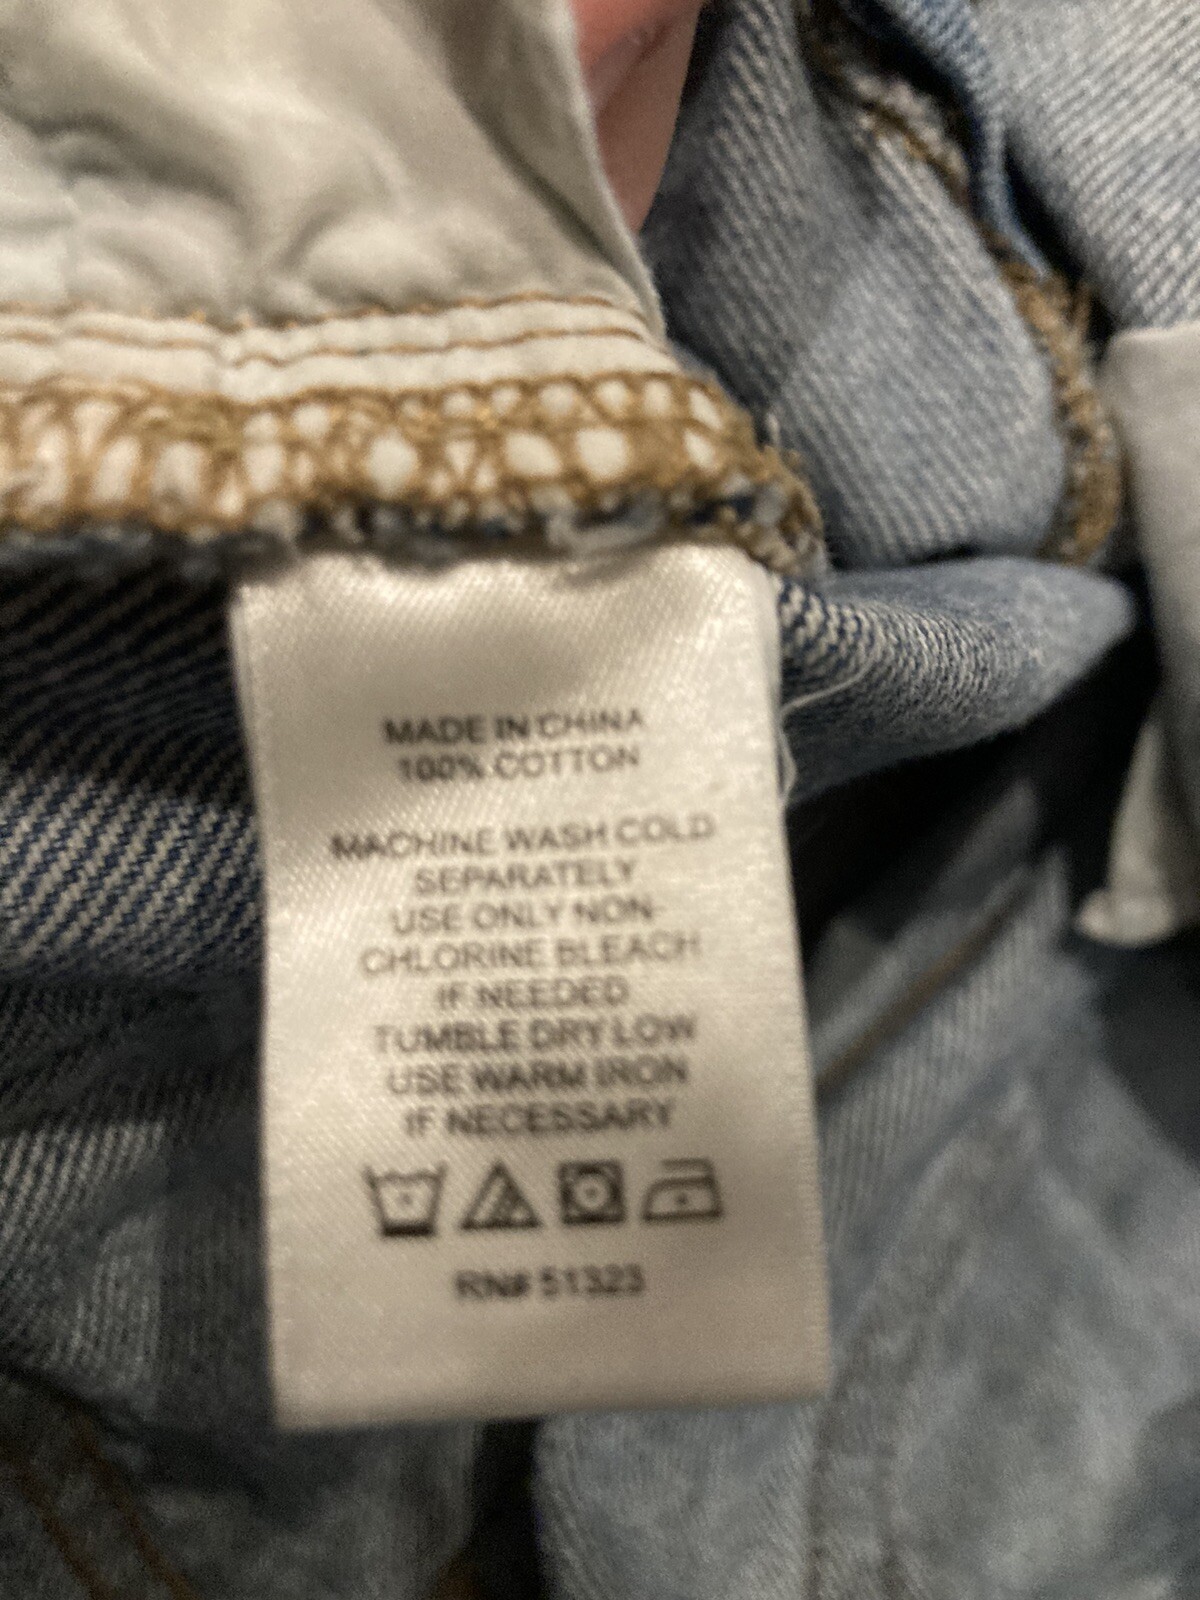 MADE IN CHINA
100% COTTON
MACHINE WASH COLD
SEPARATELY
USE ONLY NON-
CHLORINE BLEACH
IF NEEDED
TUMBLE DRY LOW
USE WARM IRON
IF NECESSARY
RN# 51323